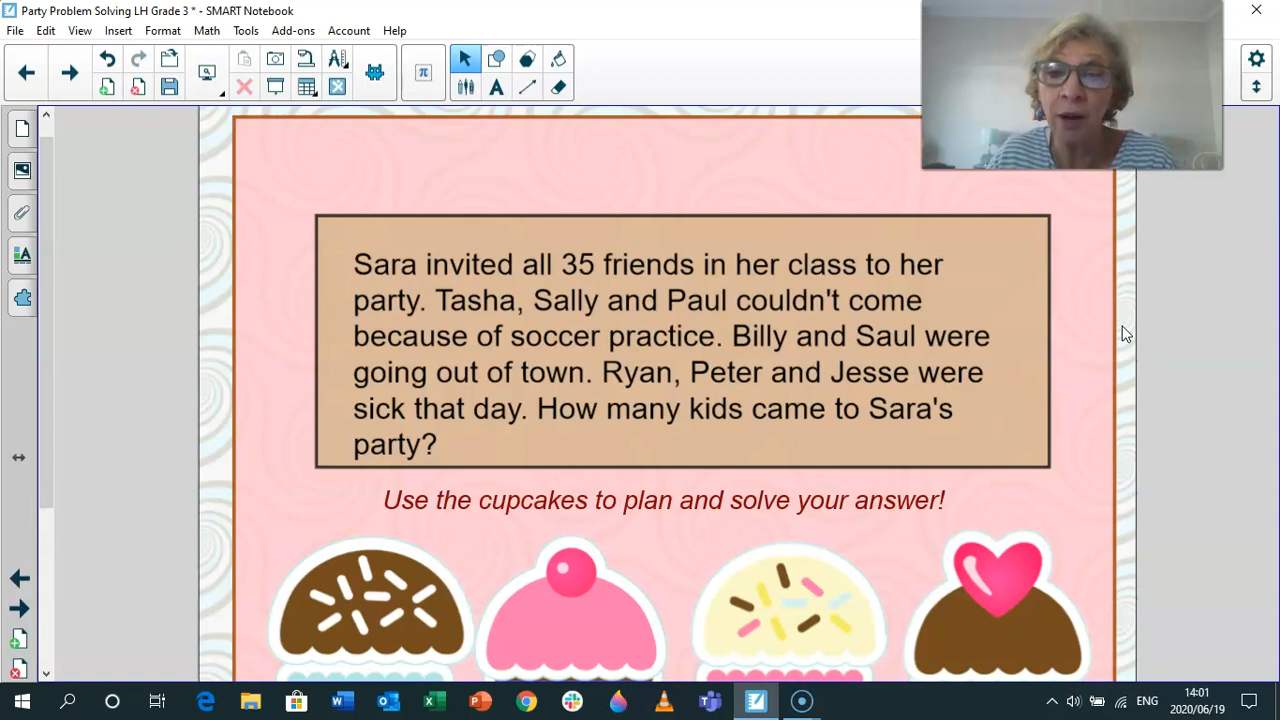 Party Problem Solving LH Grade 3 * - SMART Notebook
File Edit View Insert Format Math Tools Add-ons Account Help
π
A
A
Sara invited all 35 friends in her class to her
party. Tasha, Sally and Paul couldn't come
because of soccer practice. Billy and Saul were
going out of town. Ryan, Peter and Jesse were
sick that day. How many kids came to Sara's
party?
Use the cupcakes to plan and solve your answer!
ENG
14:01
2020/06/19